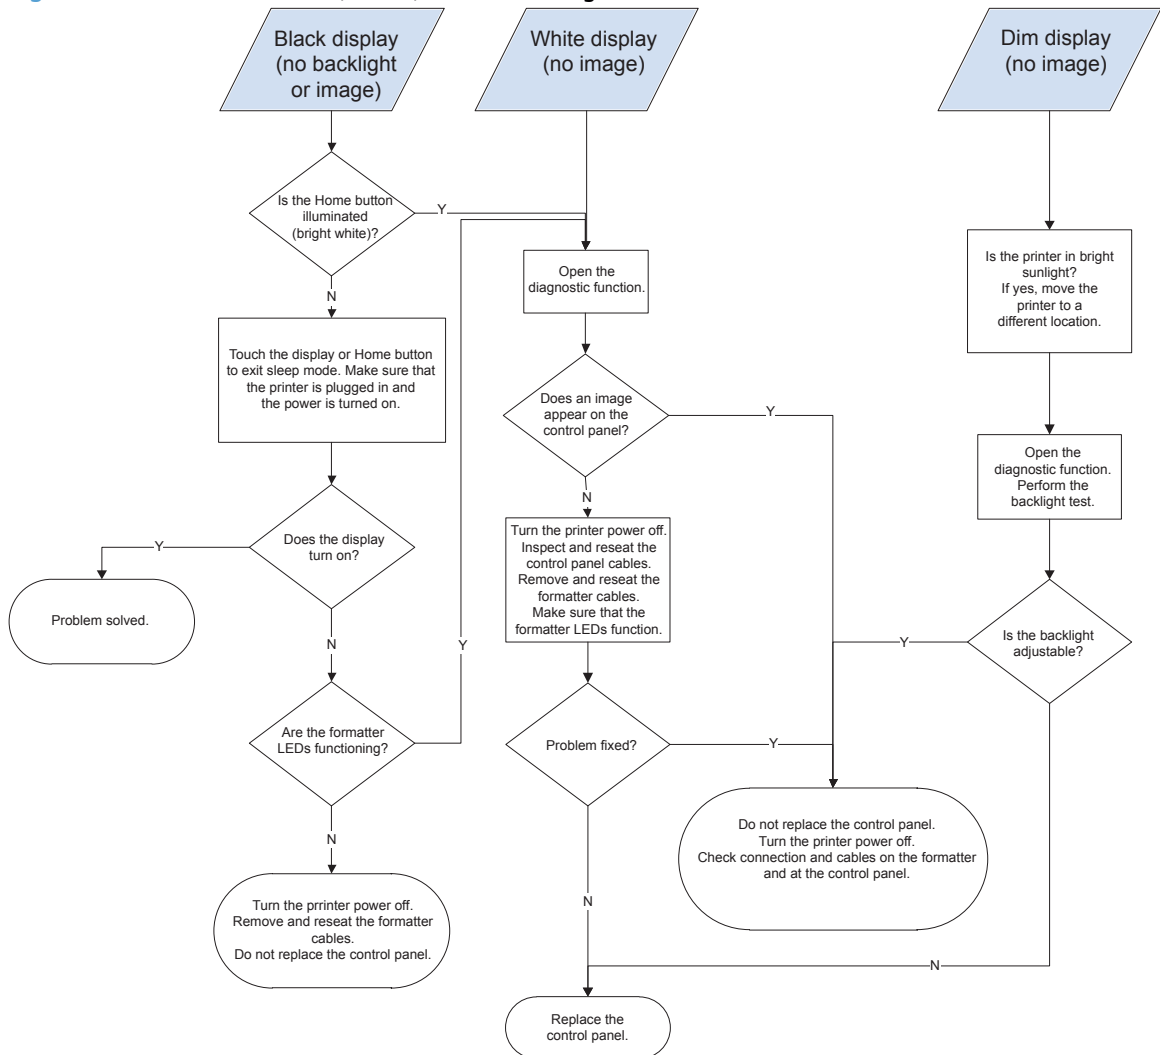 Black display
(no backlight
or image)
White display
(no image)
Dim display
(no image)
Is the Home button
illuminated
(bright white)?
Y
N
Touch the display or Home button
to exit sleep mode. Make sure that
the printer is plugged in and
the power is turned on.
Does the display
turn on?
Y
Problem solved.
N
Are the formatter
LEDs functioning?
Y
N
Turn the printer power off.
Remove and reseat the formatter
cables.
Do not replace the control panel.
Open the
diagnostic function.
Does an image
appear on the
control panel?
Y
N
Turn the printer power off.
Inspect and reseat the
control panel cables.
Remove and reseat the
formatter cables.
Make sure that the
formatter LEDs function.
Problem fixed?
Y
N
Do not replace the control panel.
Turn the printer power off.
Check connection and cables on the formatter
and at the control panel.
Replace the
control panel.
Is the printer in bright
sunlight?
If yes, move the
printer to a
different location.
Open the
diagnostic function.
Perform the
backlight test.
Is the backlight
adjustable?
Y
N